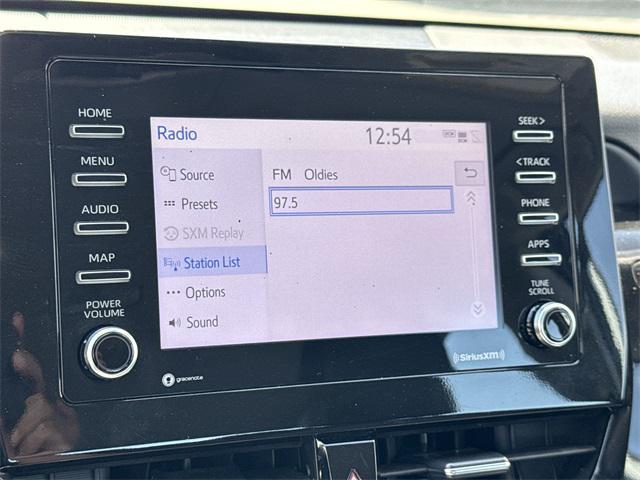 HOME
MENU
AUDIO
MAP
POWER
VOLUME
Radio
12:54
Source
Presets
SXM Replay
Station List
Options
Sound
FM Oldies
97.5
SEEK >
< TRACK
PHONE
APPS
TUNE
SCROLL
gracenote
SiriusXM